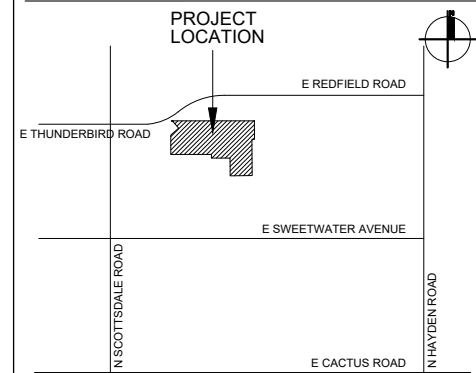 PROJECT
LOCATION
N
E REDFIELD ROAD
E THUNDERBIRD ROAD
E SWEETWATER AVENUE
N SCOTTSDALE ROAD
N HAYDEN ROAD
E CACTUS ROAD